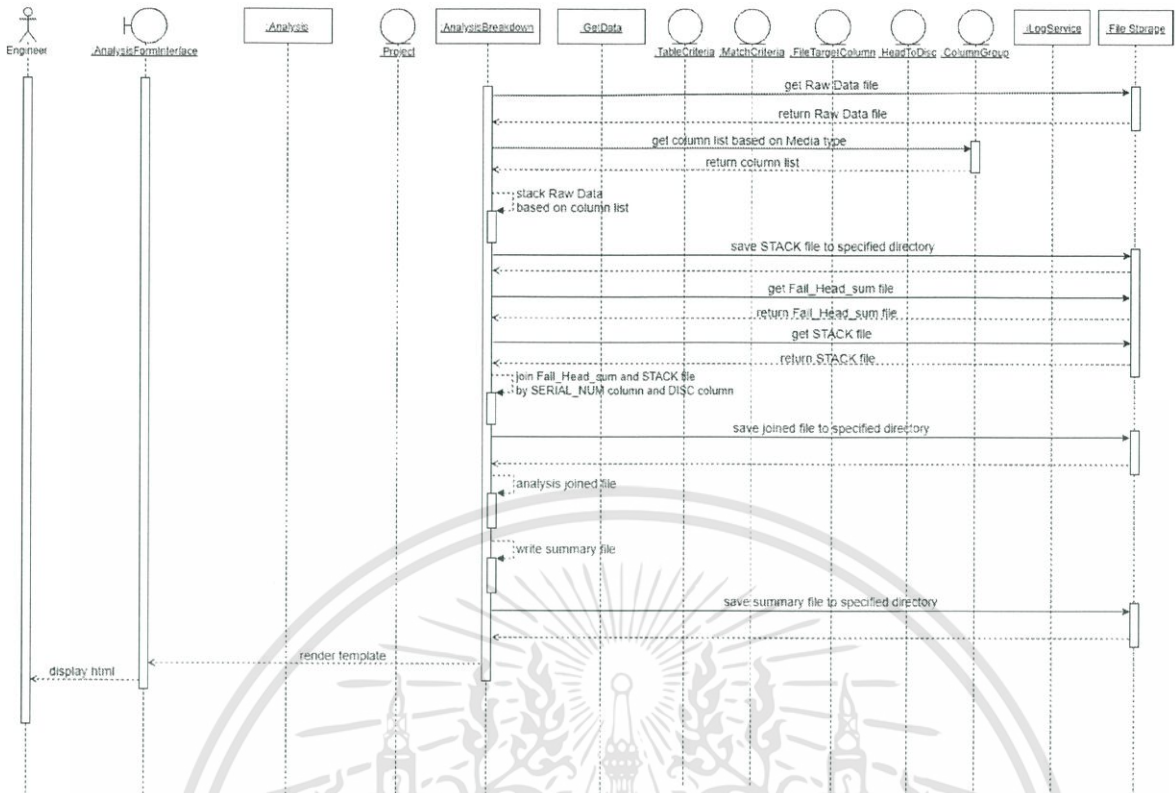 Engineer
:AnalysisFormInterface
:Analysis
:Project
:AnalysisBreakdown
:GetData
:TableCriteria
:MatchCriteria
:FileTargetColumn
:HeadToDisc
:ColumnGroup
:iLogService
:File Storage
get Raw Data file
return Raw Data file
get column list based on Media type
return column list
stack Raw Data
based on column list
save STACK file to specified directory
get Fail_Head_sum file
return Fail_Head_sum file
get STACK file
return STACK file
join Fail_Head_sum and STACK file
by SERIAL_NUM column and DISC column
save joined file to specified directory
analysis joined file
write summary file
save summary file to specified directory
render template
display html